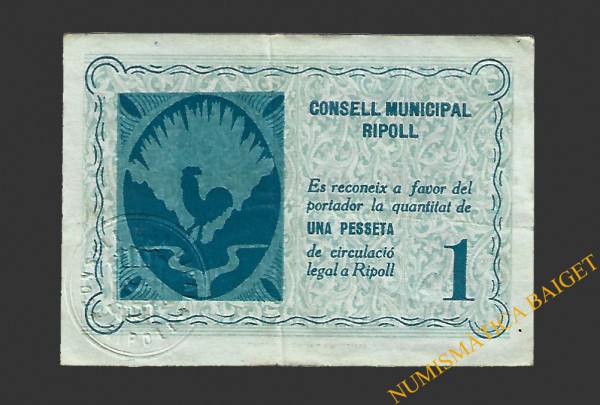 CONSELL MUNICIPAL
RIPOLL
Es reconeix a favor del
portador la quantitat de
UNA PESSETA
de circulació
legal a Ripoll
1
NUMISMATICA BAIGET